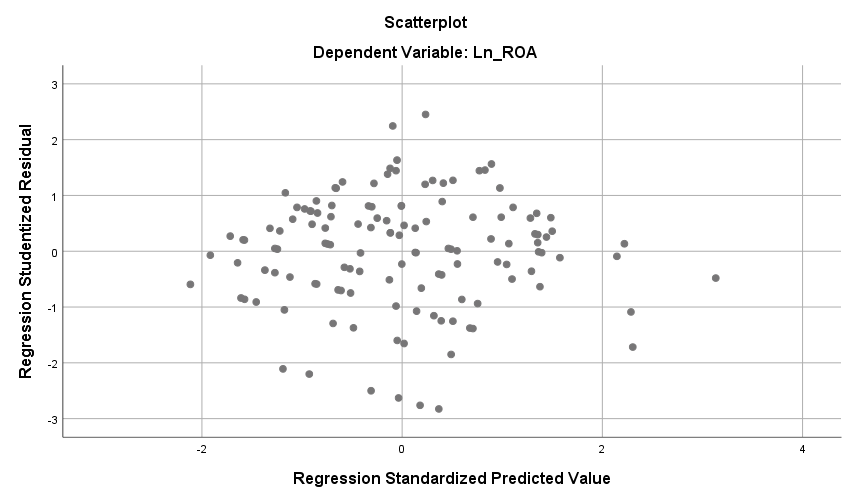 Scatterplot
Dependent Variable: Ln_ROA
Regression Studentized Residual
3
2
1
0
-1
-2
-3
-2
0
2
4
Regression Standardized Predicted Value